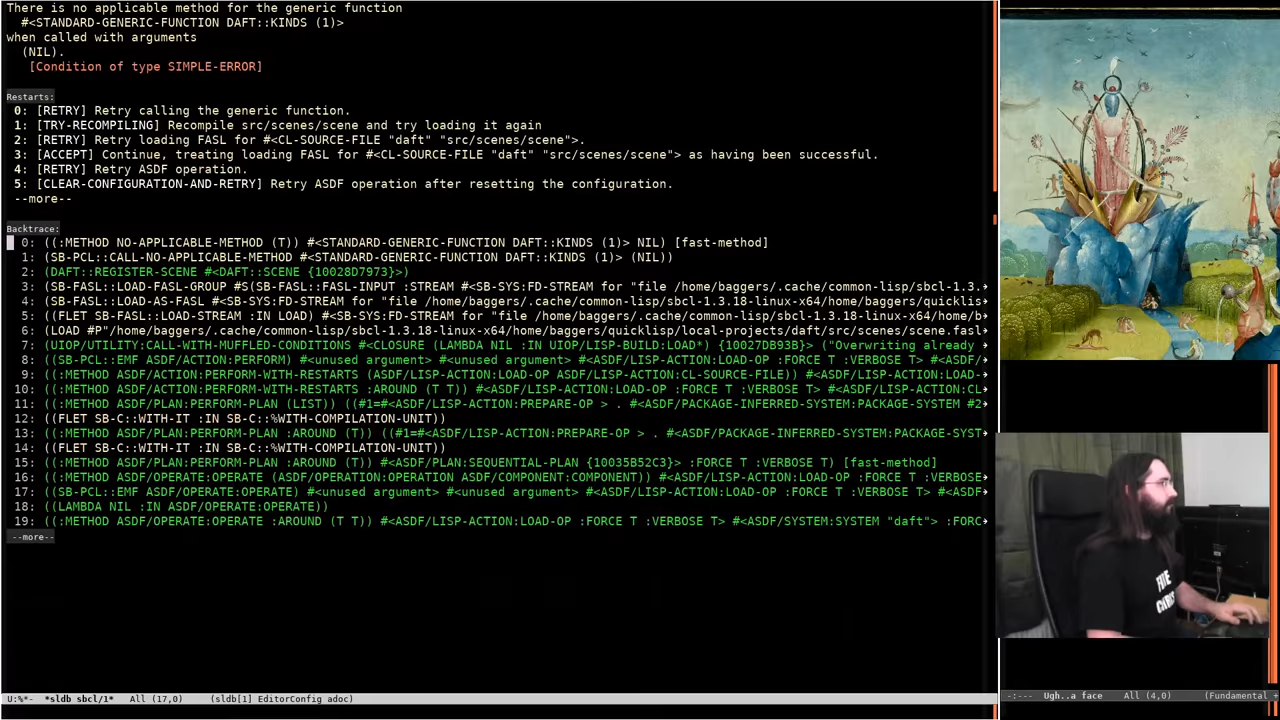 There is no applicable method for the generic function
#<STANDARD-GENERIC-FUNCTION DAFT::KINDS (1)>
when called with arguments
(NIL).
[Condition of type SIMPLE-ERROR]
Restarts:
0: [RETRY] Retry calling the generic function.
1: [TRY-RECOMPILING] Recompile src/scenes/scene and try loading it again
2: [RETRY] Retry loading FASL for #<CL-SOURCE-FILE "daft" "src/scenes/scene">.
3: [ACCEPT] Continue, treating loading FASL for #<CL-SOURCE-FILE "daft" "src/scenes/scene"> as having been successful.
4: [RETRY] Retry ASDF operation.
5: [CLEAR-CONFIGURATION-AND-RETRY] Retry ASDF operation after resetting the configuration.
--more--
Backtrace:
0: ((:METHOD NO-APPLICABLE-METHOD (T)) #<STANDARD-GENERIC-FUNCTION DAFT::KINDS (1)> NIL) [fast-method]
1: (SB-PCL::CALL-NO-APPLICABLE-METHOD #<STANDARD-GENERIC-FUNCTION DAFT::KINDS (1)> (NIL))
2: (DAFT::REGISTER-SCENE #<DAFT::SCENE {10028D7973}>)
3: (SB-FASL::LOAD-FASL-GROUP #S(SB-FASL::FASL-INPUT :STREAM #<SB-SYS:FD-STREAM for "file /home/baggers/.cache/common-lisp/sbcl-1.3.
4: (SB-FASL::LOAD-AS-FASL #<SB-SYS:FD-STREAM for "file /home/baggers/.cache/common-lisp/sbcl-1.3.18-linux-x64/home/baggers/quicklis
5: ((FLET SB-FASL::LOAD-STREAM :IN LOAD) #<SB-SYS:FD-STREAM for "file /home/baggers/.cache/common-lisp/sbcl-1.3.18-linux-x64/home/b
6: (LOAD #P"/home/baggers/.cache/common-lisp/sbcl-1.3.18-linux-x64/home/baggers/quicklisp/local-projects/daft/src/scenes/scene.fasl
7: (UIOP/UTILITY:CALL-WITH-MUFFLED-CONDITIONS #<CLOSURE (LAMBDA NIL :IN UIOP/LISP-BUILD:LOAD*) {10027DB93B}> ("Overwriting already
8: ((SB-PCL::EMF ASDF/ACTION:PERFORM) #<unused argument> #<unused argument> #<ASDF/LISP-ACTION:LOAD-OP :FORCE T :VERBOSE T> #<ASDF/
9: ((:METHOD ASDF/ACTION:PERFORM-WITH-RESTARTS (ASDF/LISP-ACTION:LOAD-OP ASDF/LISP-ACTION:CL-SOURCE-FILE)) #<ASDF/LISP-ACTION:LOAD-
10: ((:METHOD ASDF/ACTION:PERFORM-WITH-RESTARTS :AROUND (T T)) #<ASDF/LISP-ACTION:LOAD-OP :FORCE T :VERBOSE T> #<ASDF/LISP-ACTION:CL
11: ((:METHOD ASDF/PLAN:PERFORM-PLAN (LIST)) ((#1=#<ASDF/LISP-ACTION:PREPARE-OP > . #<ASDF/PACKAGE-INFERRED-SYSTEM:PACKAGE-SYSTEM #2
12: ((FLET SB-C::WITH-IT :IN SB-C::%WITH-COMPILATION-UNIT))
13: ((:METHOD ASDF/PLAN:PERFORM-PLAN :AROUND (T)) ((#1=#<ASDF/LISP-ACTION:PREPARE-OP > . #<ASDF/PACKAGE-INFERRED-SYSTEM:PACKAGE-SYST
14: ((FLET SB-C::WITH-IT :IN SB-C::%WITH-COMPILATION-UNIT))
15: ((:METHOD ASDF/PLAN:PERFORM-PLAN :AROUND (T)) #<ASDF/PLAN:SEQUENTIAL-PLAN {10035B52C3}> :FORCE T :VERBOSE T) [fast-method]
16: ((:METHOD ASDF/OPERATE:OPERATE (ASDF/OPERATION:OPERATION ASDF/COMPONENT:COMPONENT)) #<ASDF/LISP-ACTION:LOAD-OP :FORCE T :VERBOSE
17: ((SB-PCL::EMF ASDF/OPERATE:OPERATE) #<unused argument> #<unused argument> #<ASDF/LISP-ACTION:LOAD-OP :FORCE T :VERBOSE T> #<ASDF
18: ((LAMBDA NIL :IN ASDF/OPERATE:OPERATE))
19: ((:METHOD ASDF/OPERATE:OPERATE :AROUND (T T)) #<ASDF/LISP-ACTION:LOAD-OP :FORCE T :VERBOSE T> #<ASDF/SYSTEM:SYSTEM "daft"> :FORC
--more--
U:%*- *sldb sbcl/1* All (17,0) (sldb[1] EditorConfig adoc)
-:--- Ugh..a face All (4,0) (Fundamental +